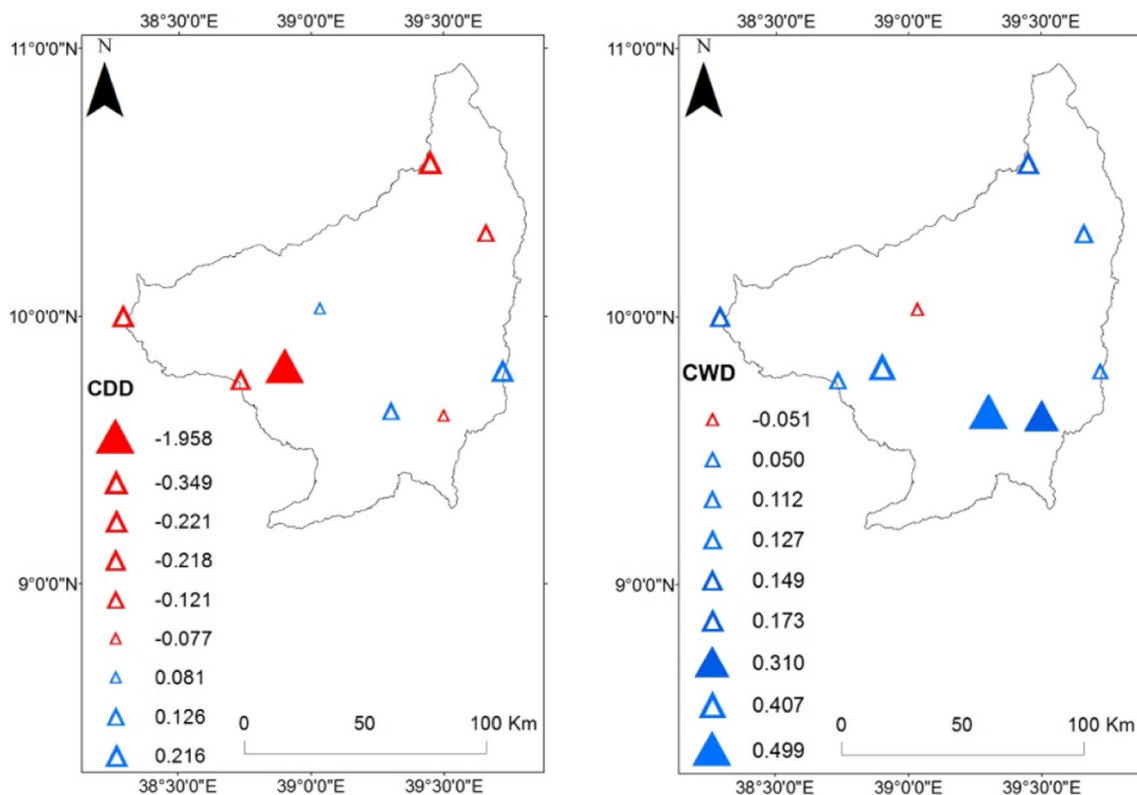 38°30'0"E 39°0'0"E 39°30'0"E
11°0'0"N
N
10°0'0"N
9°0'0"N
CDD
-1.958
-0.349
-0.221
-0.218
-0.121
-0.077
0.081
0.126
0.216
0 50 100 Km
38°30'0"E 39°0'0"E 39°30'0"E
38°30'0"E 39°0'0"E 39°30'0"E
11°0'0"N
N
10°0'0"N
9°0'0"N
CWD
-0.051
0.050
0.112
0.127
0.149
0.173
0.310
0.407
0.499
0 50 100 Km
38°30'0"E 39°0'0"E 39°30'0"E